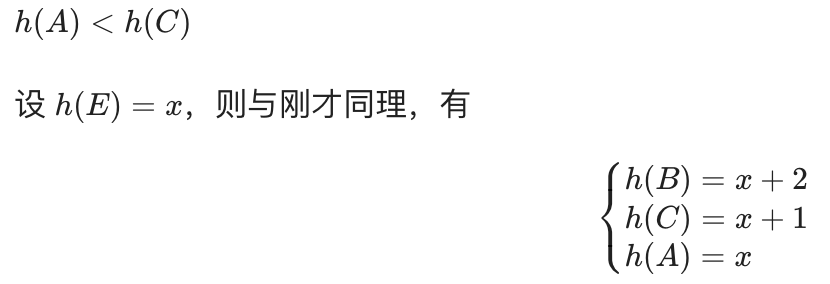 h(A) < h(C)
设 h(E) = x，则与刚才同理，有
h(B) = x + 2
h(C) = x + 1
h(A) = x